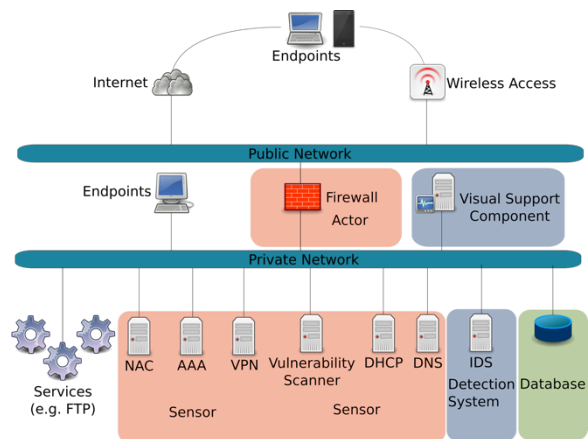 Endpoints
Internet
Wireless Access
Public Network
Endpoints
Firewall
Actor
Visual Support
Component
Private Network
NAC
AAA
VPN
Vulnerability
Scanner
DHCP
DNS
IDS
Services
(e.g. FTP)
Sensor
Sensor
Detection
System
Database